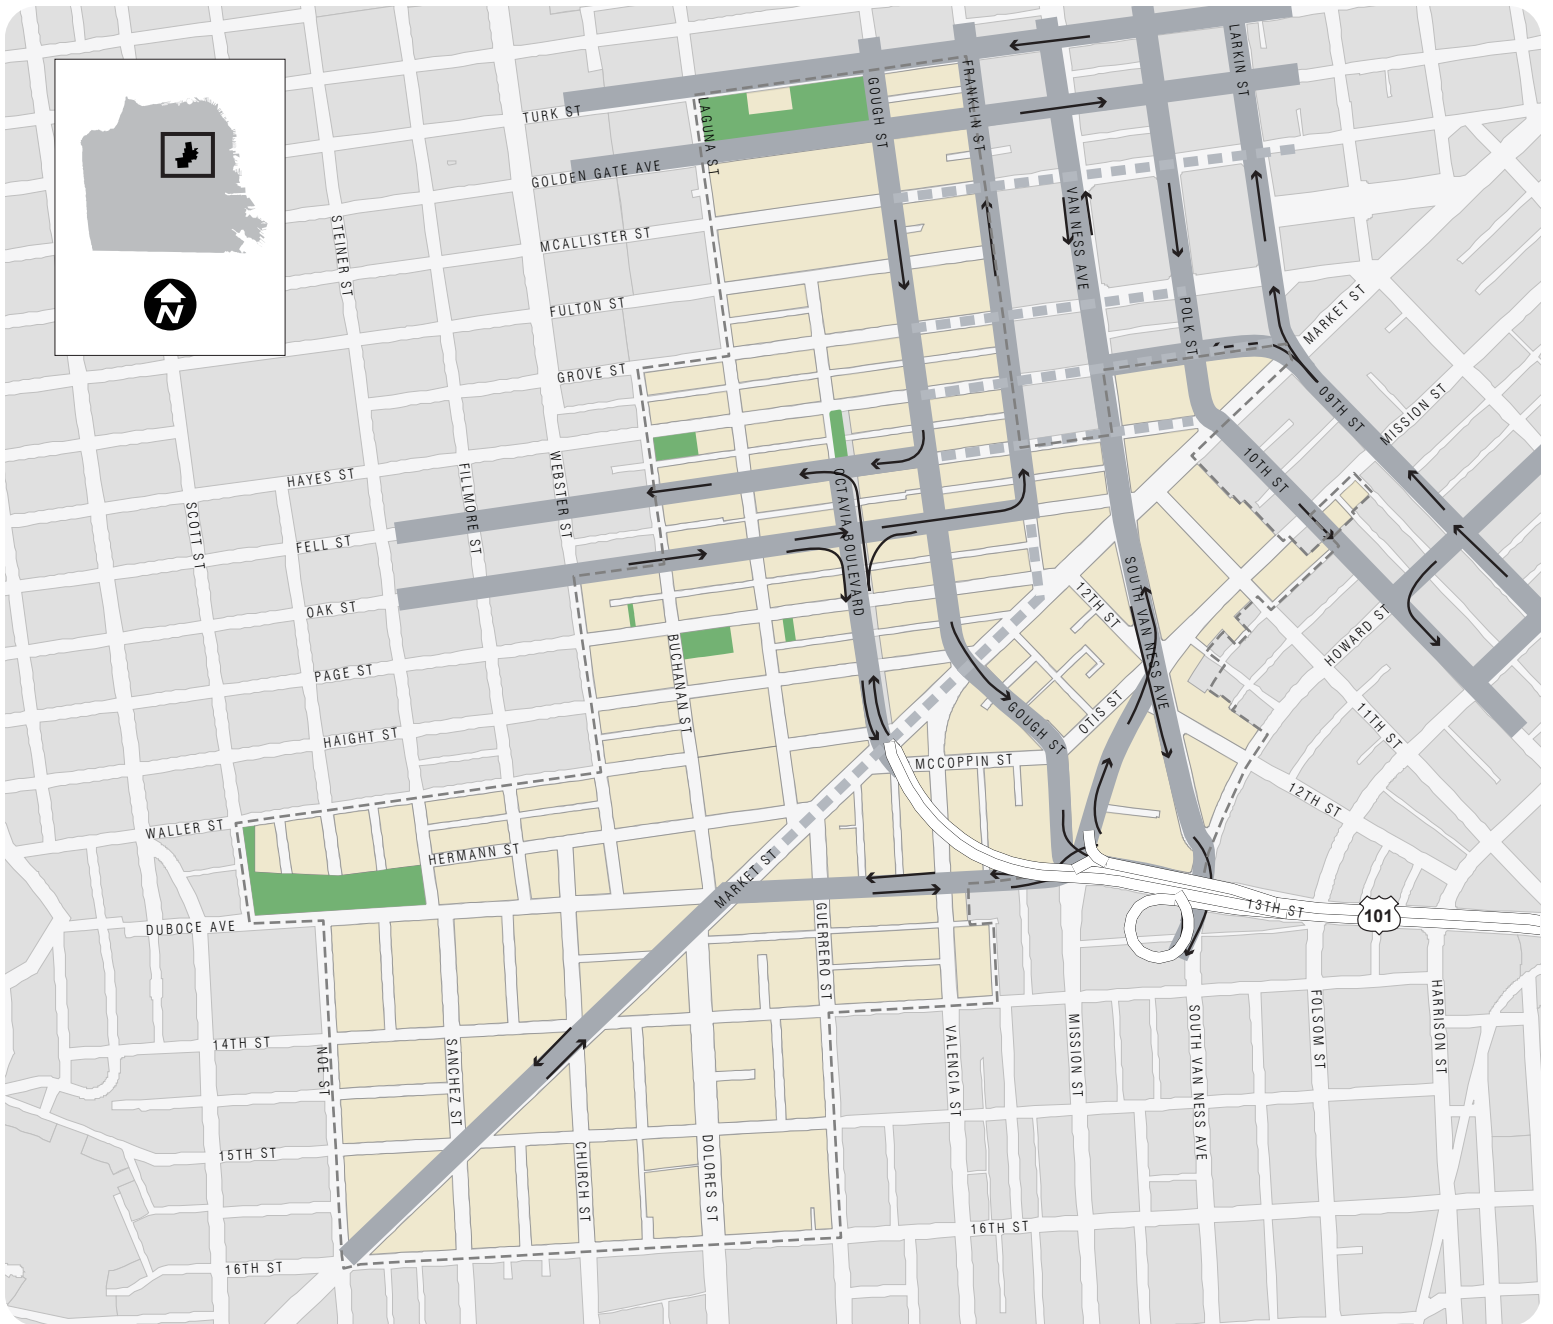 LARKIN ST
FRANKLIN ST
GOUGH ST
TURK ST
LAGUNA ST
GOLDEN GATE AVE
VAN NESS AVE
STEINER ST
MCALLISTER ST
FULTON ST
POLK ST
MARKET ST
GROVE ST
09TH ST
MISSION ST
WEBSTER ST
FILLMORE ST
10TH ST
HAYES ST
OCTAVIA BOULEVARD
SCOTT ST
FELL ST
SOUTH VAN NESS AVE
12TH ST
OAK ST
HOWARD ST
BUCHANAN ST
PAGE ST
OTIS ST
GOUGH ST
11TH ST
HAIGHT ST
MCCOPPIN ST
12TH ST
WALLER ST
HERMANN ST
MARKET ST
13TH ST
101
GUERRERO ST
DUBOCE AVE
HARRISON ST
FOLSOM ST
SOUTH VAN NESS AVE
MISSION ST
VALENCIA ST
14TH ST
NOE ST
SANCHEZ ST
CHURCH ST
DOLORES ST
15TH ST
16TH ST
16TH ST
N